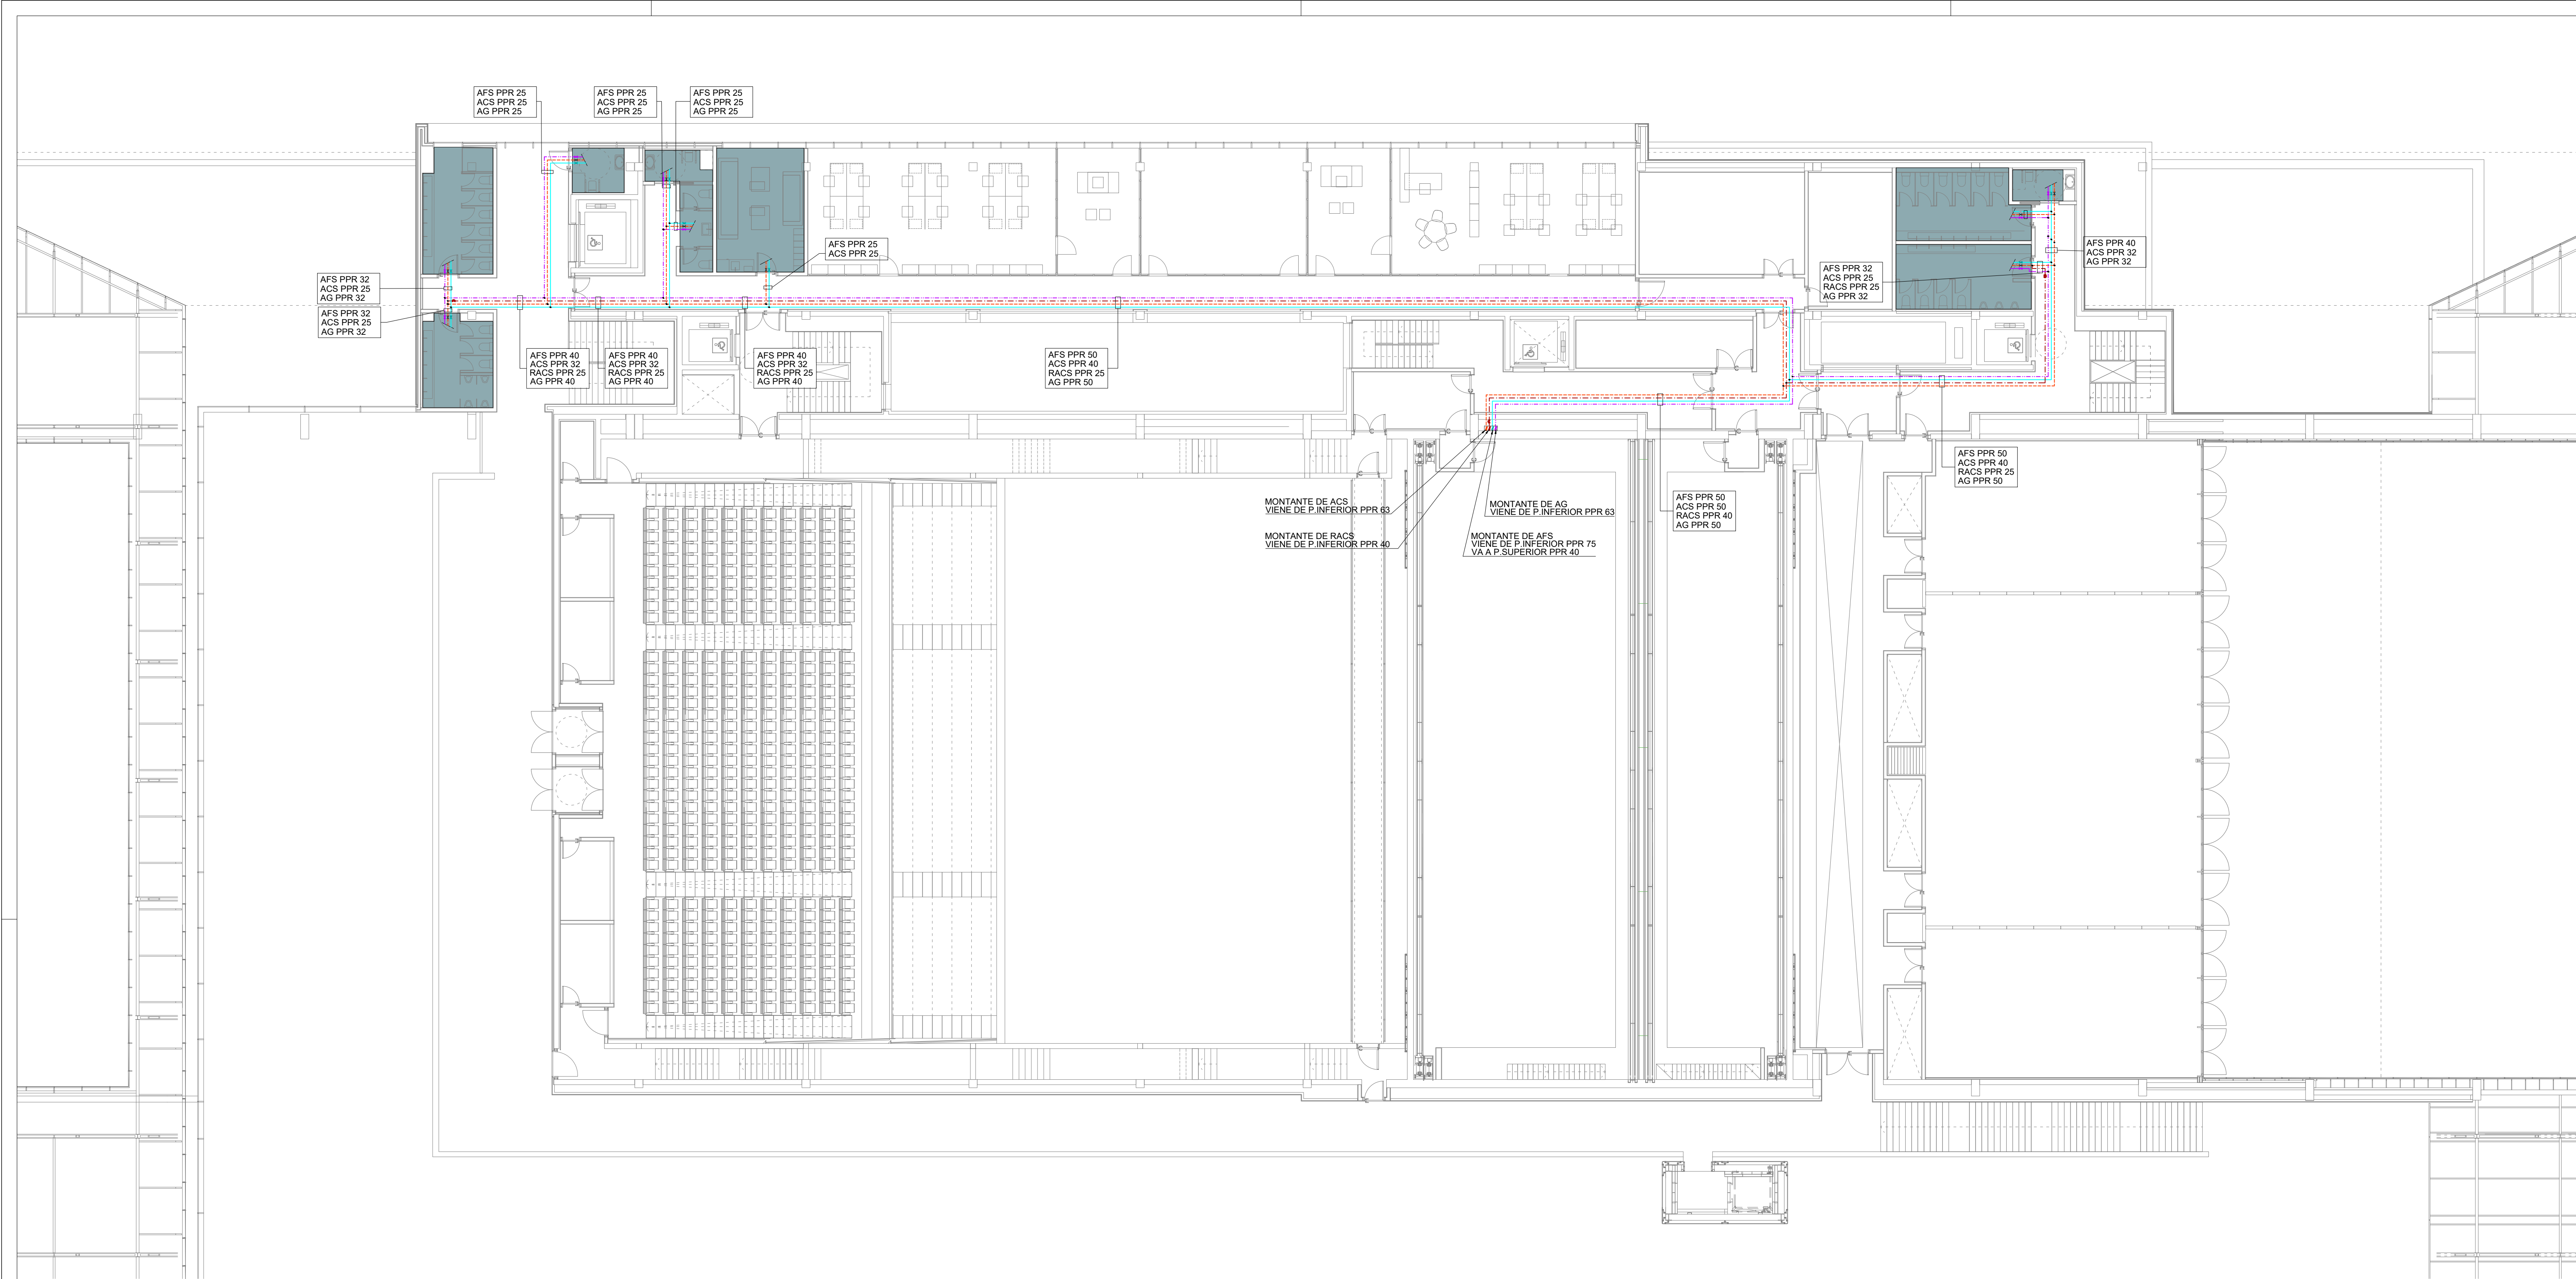 AFS PPR 25
ACS PPR 25
AG PPR 25
AFS PPR 25
ACS PPR 25
AG PPR 25
AFS PPR 25
ACS PPR 25
AG PPR 25
AFS PPR 25
ACS PPR 25
AFS PPR 40
ACS PPR 32
AG PPR 32
AFS PPR 32
ACS PPR 25
RACS PPR 25
AG PPR 32
AFS PPR 32
ACS PPR 25
AG PPR 32
AFS PPR 32
ACS PPR 25
AG PPR 32
AFS PPR 40
ACS PPR 32
RACS PPR 25
AG PPR 40
AFS PPR 40
ACS PPR 32
RACS PPR 25
AG PPR 40
AFS PPR 40
ACS PPR 32
RACS PPR 25
AG PPR 40
AFS PPR 50
ACS PPR 40
RACS PPR 25
AG PPR 50
AFS PPR 50
ACS PPR 40
RACS PPR 25
AG PPR 50
MONTANTE DE ACS
VIENE DE P.INFERIOR PPR 63
MONTANTE DE AG
VIENE DE P.INFERIOR PPR 63
AFS PPR 50
ACS PPR 50
RACS PPR 40
AG PPR 50
MONTANTE DE RACS
VIENE DE P.INFERIOR PPR 40
MONTANTE DE AFS
VIENE DE P.INFERIOR PPR 75
VA A P.SUPERIOR PPR 40